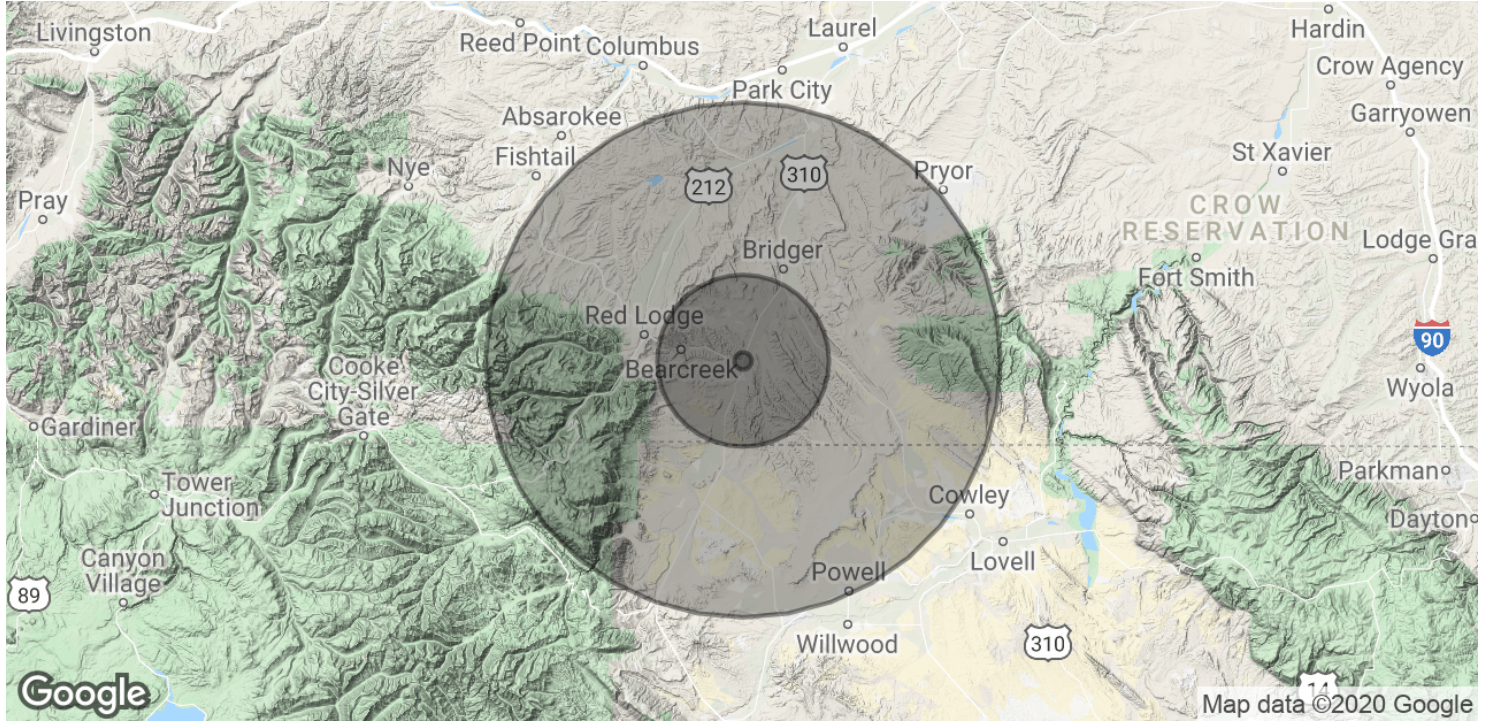 Livingston
Reed Point
Columbus
Laurel
Hardin
Park City
Crow Agency
Absarokee
Garryowen
Fishtail
Nye
212
310
Pryor
St Xavier
Pray
CROW
RESERVATION
Bridger
Lodge Gra
Fort Smith
Red Lodge
90
Bearcreek
Cooke
City-Silver
Gate
Wyola
Gardiner
Parkman
Tower
Junction
Cowley
Dayton
Canyon
Village
Lovell
Powell
89
Willwood
310
14
Google
Map data ©2020 Google